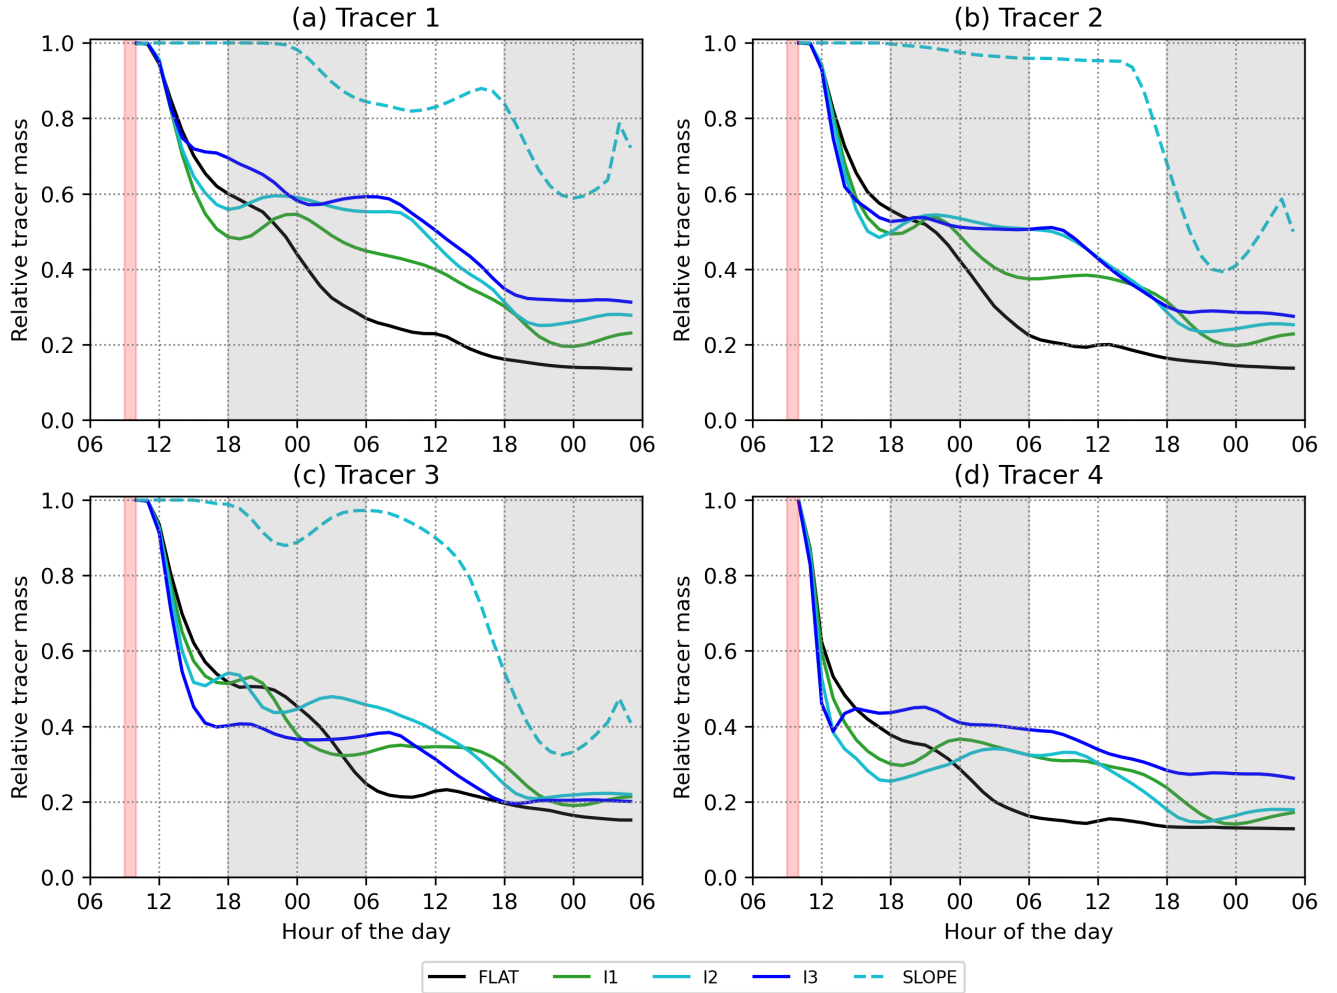 (a) Tracer 1
(b) Tracer 2
Relative tracer mass
1.0
0.8
0.6
0.4
0.2
0.0
06 12 18 00 06 12 18 00 06
Relative tracer mass
1.0
0.8
0.6
0.4
0.2
0.0
06 12 18 00 06 12 18 00 06
(c) Tracer 3
(d) Tracer 4
Relative tracer mass
1.0
0.8
0.6
0.4
0.2
0.0
06 12 18 00 06 12 18 00 06
Hour of the day
Relative tracer mass
1.0
0.8
0.6
0.4
0.2
0.0
06 12 18 00 06 12 18 00 06
Hour of the day
FLAT I1 I2 I3 SLOPE